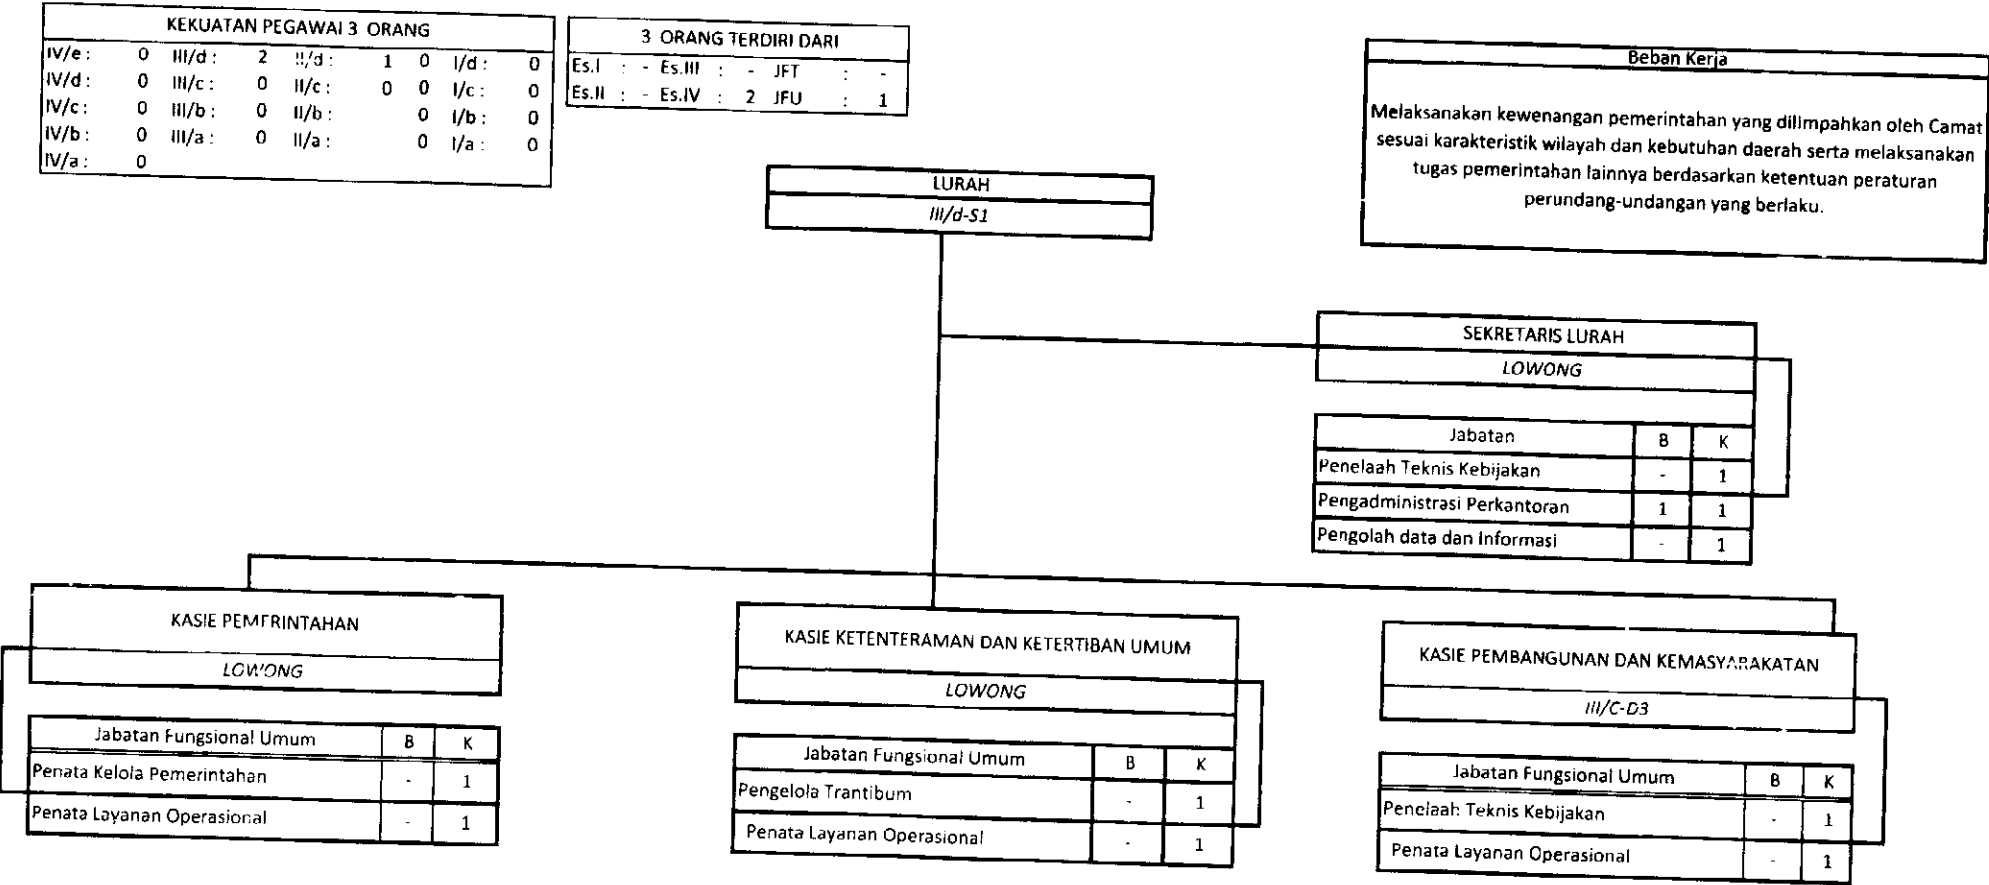 KEKUATAN PEGAWAI 3 ORANG
IV/e : 0 III/d : 2 II/d : 1 0 I/d : 0
IV/d : 0 III/c : 0 II/c : 0 0 I/c : 0
IV/c : 0 III/b : 0 II/b : 0 I/b : 0
IV/b : 0 III/a : 0 II/a : 0 I/a : 0
IV/a : 0
3 ORANG TERDIRI DARI
Es.I : - Es.III : - JFT : -
Es.II : - Es.IV : 2 JFU : 1
Beban Kerja
Melaksanakan kewenangan pemerintahan yang dilimpahkan oleh Camat
sesuai karakteristik wilayah dan kebutuhan daerah serta melaksanakan
tugas pemerintahan lainnya berdasarkan ketentuan peraturan
perundang-undangan yang berlaku.
LURAH
III/d-S1
SEKRETARIS LURAH
LOWONG
Jabatan B K
Penelaah Teknis Kebijakan - 1
Pengadministrasi Perkantoran 1 1
Pengolah data dan Informasi - 1
KASIE PEMERINTAHAN
LOWONG
Jabatan Fungsional Umum B K
Penata Kelola Pemerintahan - 1
Penata Layanan Operasional - 1
KASIE KETENTERAMAN DAN KETERTIBAN UMUM
LOWONG
Jabatan Fungsional Umum B K
Pengelola Trantibum - 1
Penata Layanan Operasional - 1
KASIE PEMBANGUNAN DAN KEMASYARAKATAN
III/C-D3
Jabatan Fungsional Umum B K
Penelaah Teknis Kebijakan - 1
Penata Layanan Operasional - 1